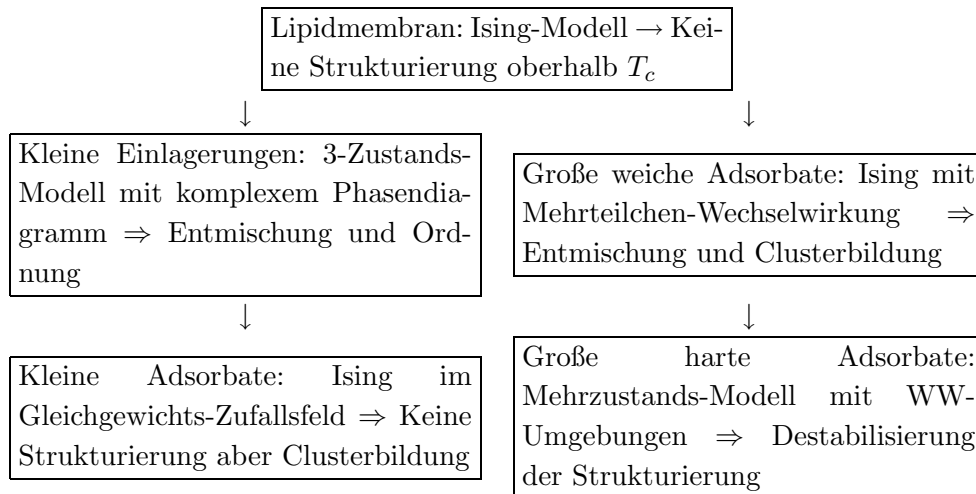 Lipidmembran: Ising-Modell → Kei-
ne Strukturierung oberhalb T_c
↓ ↓
Kleine Einlagerungen: 3-Zustands-
Modell mit komplexem Phasendia-
gramm ⇒ Entmischung und Ord-
nung
Große weiche Adsorbate: Ising mit
Mehrteilchen-Wechselwirkung ⇒
Entmischung und Clusterbildung
↓ ↓
Kleine Adsorbate: Ising im
Gleichgewichts-Zufallsfeld ⇒ Keine
Strukturierung aber Clusterbildung
Große harte Adsorbate:
Mehrzustands-Modell mit WW-
Umgebungen ⇒ Destabilisierung
der Strukturierung